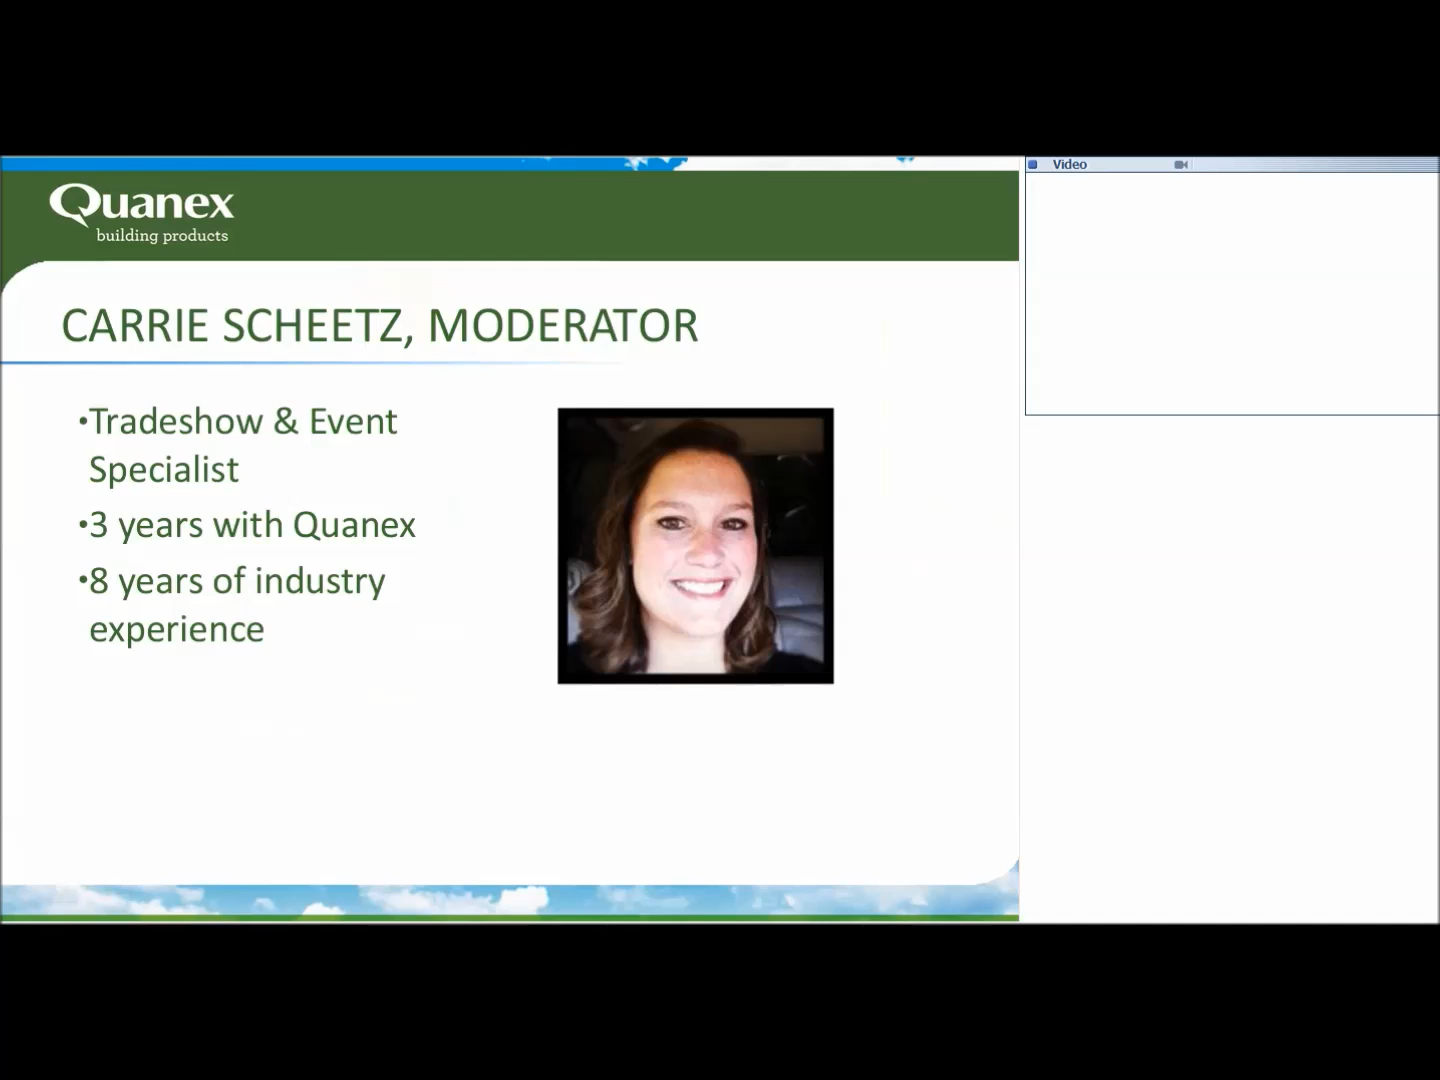 Video
Quanex
building products
CARRIE SCHEETZ, MODERATOR
•Tradeshow & Event
Specialist
•3 years with Quanex
•8 years of industry
experience